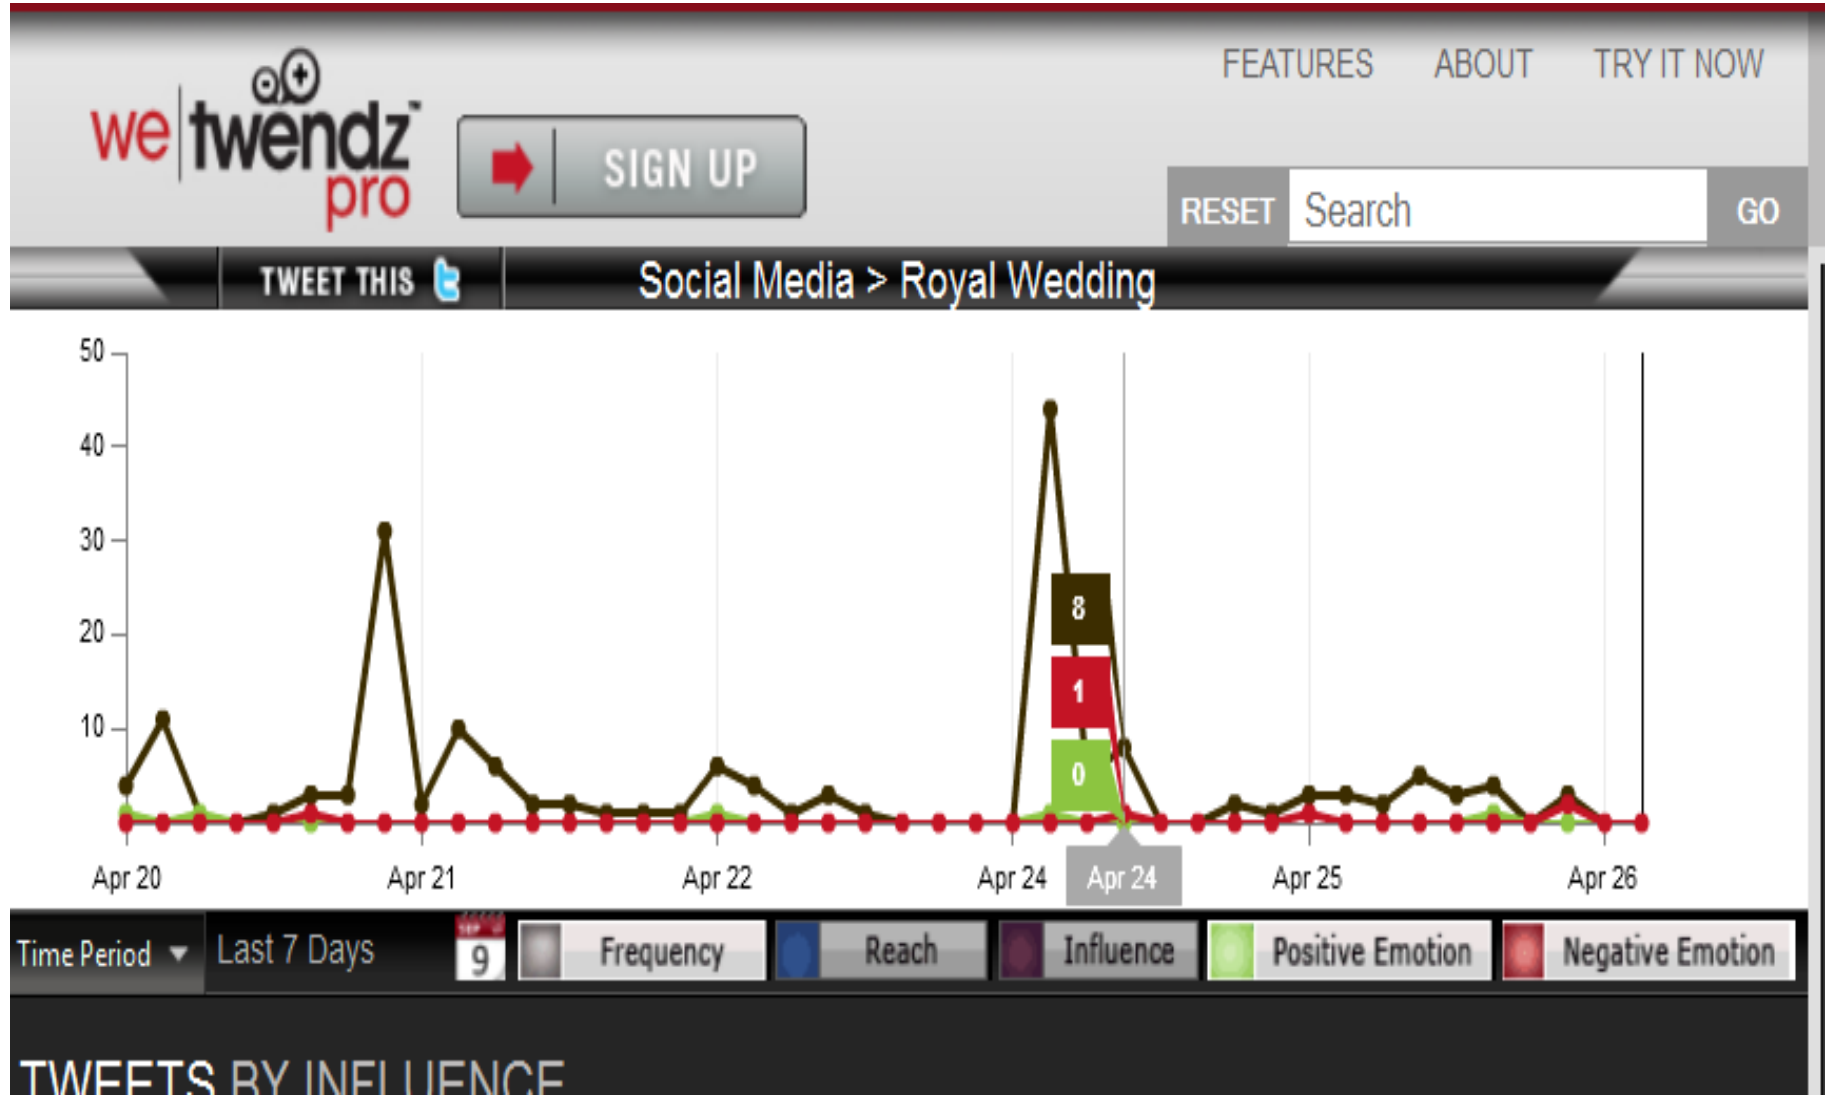 FEATURES ABOUT TRY IT NOW
we twendz™
pro
SIGN UP
RESET Search GO
TWEET THIS Social Media > Royal Wedding
50
40
30
20
10
8
1
0
Apr 20 Apr 21 Apr 22 Apr 24 Apr 24 Apr 25 Apr 26
Time Period Last 7 Days SEP 9 Frequency Reach Influence Positive Emotion Negative Emotion
TWEETS BY INFLUENCE